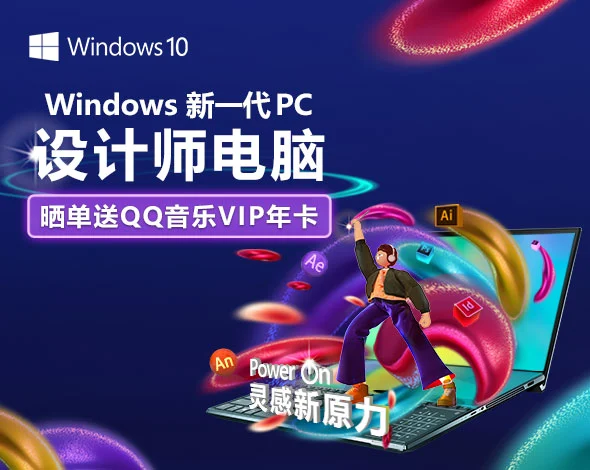 Windows 10
Windows 新一代 PC
设计师电脑
晒单送QQ音乐VIP年卡
Ai
Ae
Id
An
Power On
灵感新原力